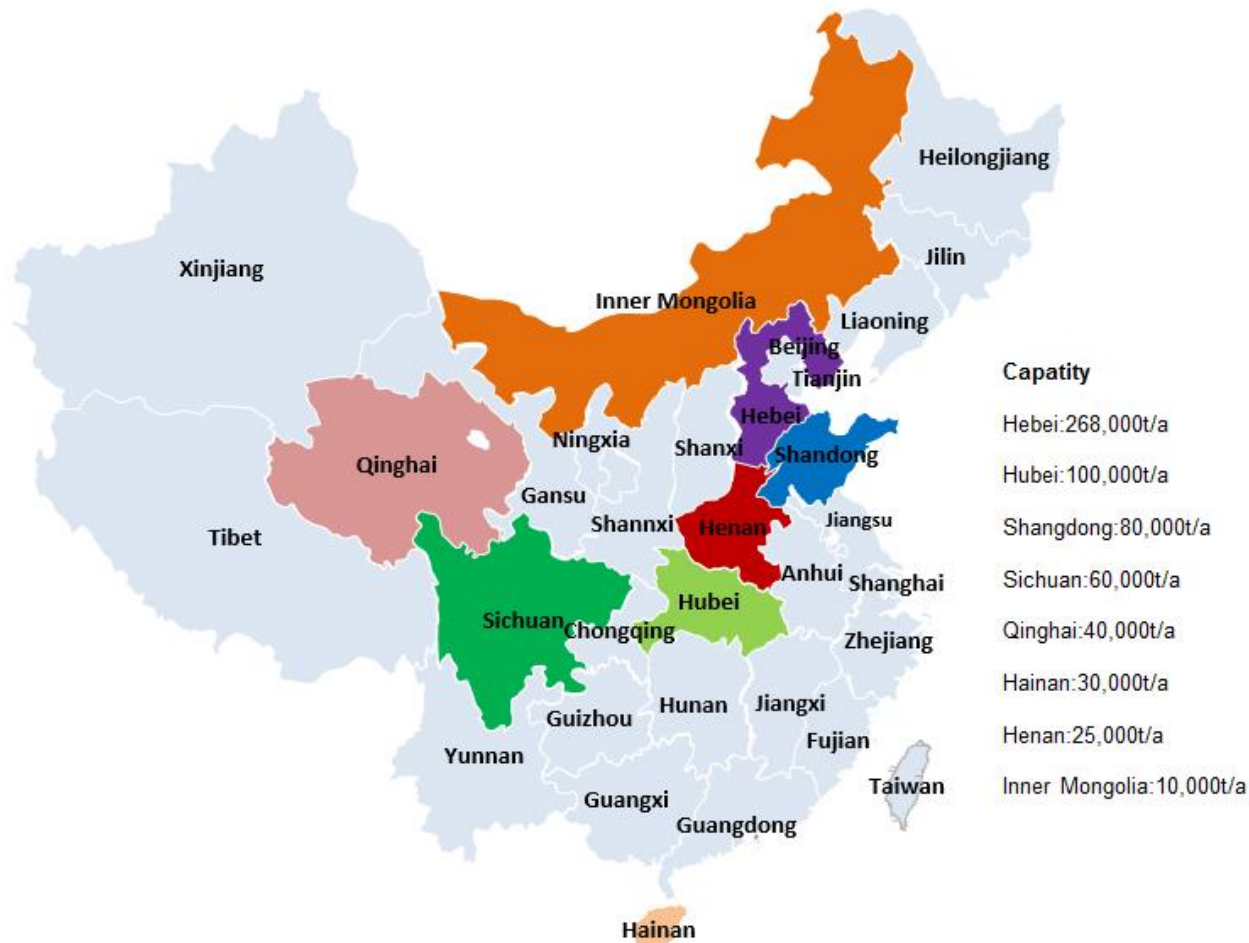 Heilongjiang
Jilin
Xinjiang
Inner Mongolia
Liaoning
Beijing
Tianjin
Hebei
Ningxia
Shanxi
Shandong
Qinghai
Gansu
Tibet
Shannxi
Henan
Jiangsu
Anhui
Shanghai
Hubei
Sichuan
Chongqing
Zhejiang
Hunan
Jiangxi
Guizhou
Fujian
Yunnan
Taiwan
Guangxi
Guangdong
Hainan
Capatity
Hebei:268,000t/a
Hubei:100,000t/a
Shangdong:80,000t/a
Sichuan:60,000t/a
Qinghai:40,000t/a
Hainan:30,000t/a
Henan:25,000t/a
Inner Mongolia:10,000t/a